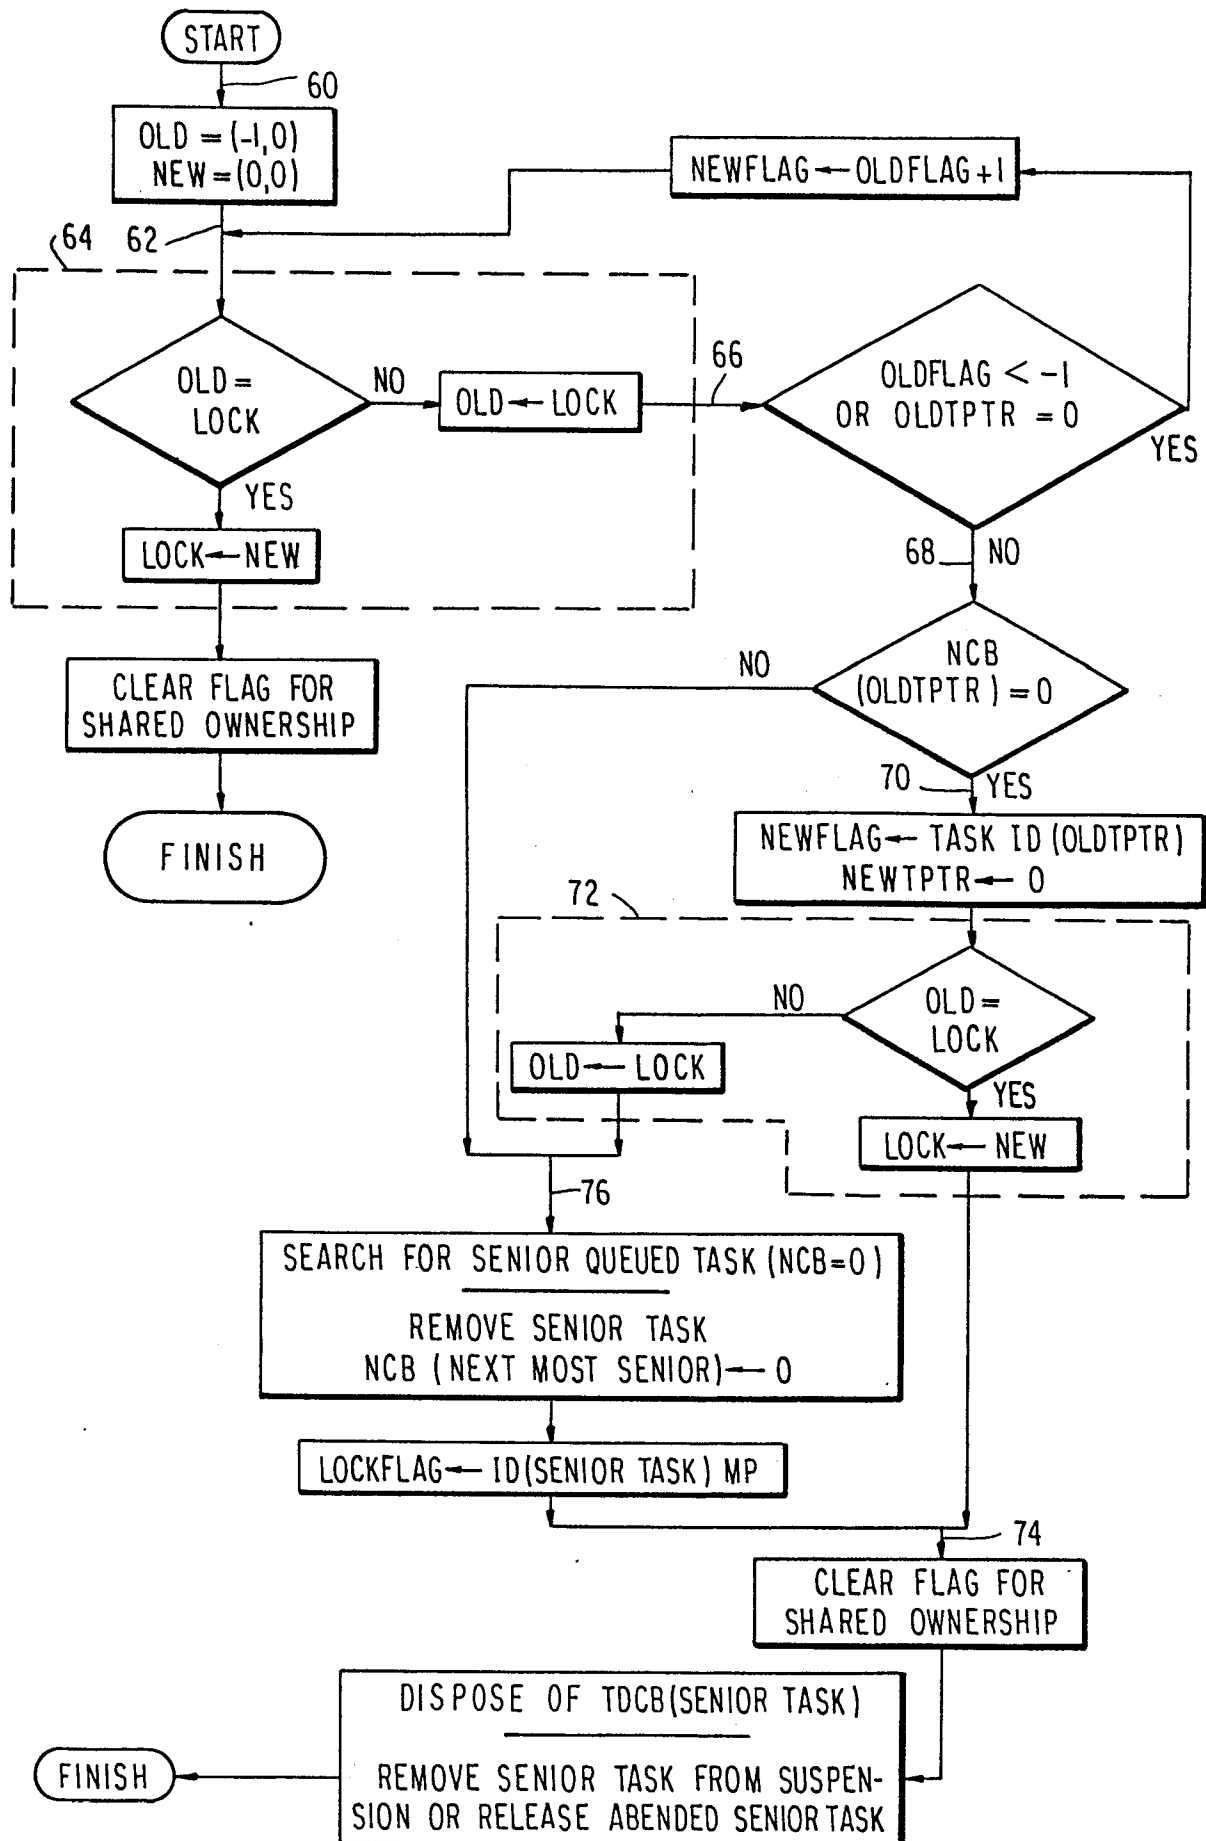 START
60
OLD = (-1,0)
NEW = (0,0)
NEWFLAG ← OLDFLAG + 1
64
62
OLD =
LOCK
NO
OLD ← LOCK
66
OLDFLAG < -1
OR OLDTPTR = 0
YES
YES
LOCK ← NEW
68
NO
CLEAR FLAG FOR
SHARED OWNERSHIP
NO
NCB
(OLDTPTR) = 0
FINISH
70
YES
NEWFLAG ← TASK ID (OLDTPTR)
NEWTPTR ← 0
72
NO
OLD =
LOCK
OLD ← LOCK
YES
LOCK ← NEW
76
SEARCH FOR SENIOR QUEUED TASK (NCB=0)
REMOVE SENIOR TASK
NCB (NEXT MOST SENIOR) ← 0
LOCKFLAG ← ID (SENIOR TASK) MP
74
CLEAR FLAG FOR
SHARED OWNERSHIP
DISPOSE OF TDCB (SENIOR TASK)
FINISH
REMOVE SENIOR TASK FROM SUSPEN-
SION OR RELEASE ABENDED SENIOR TASK